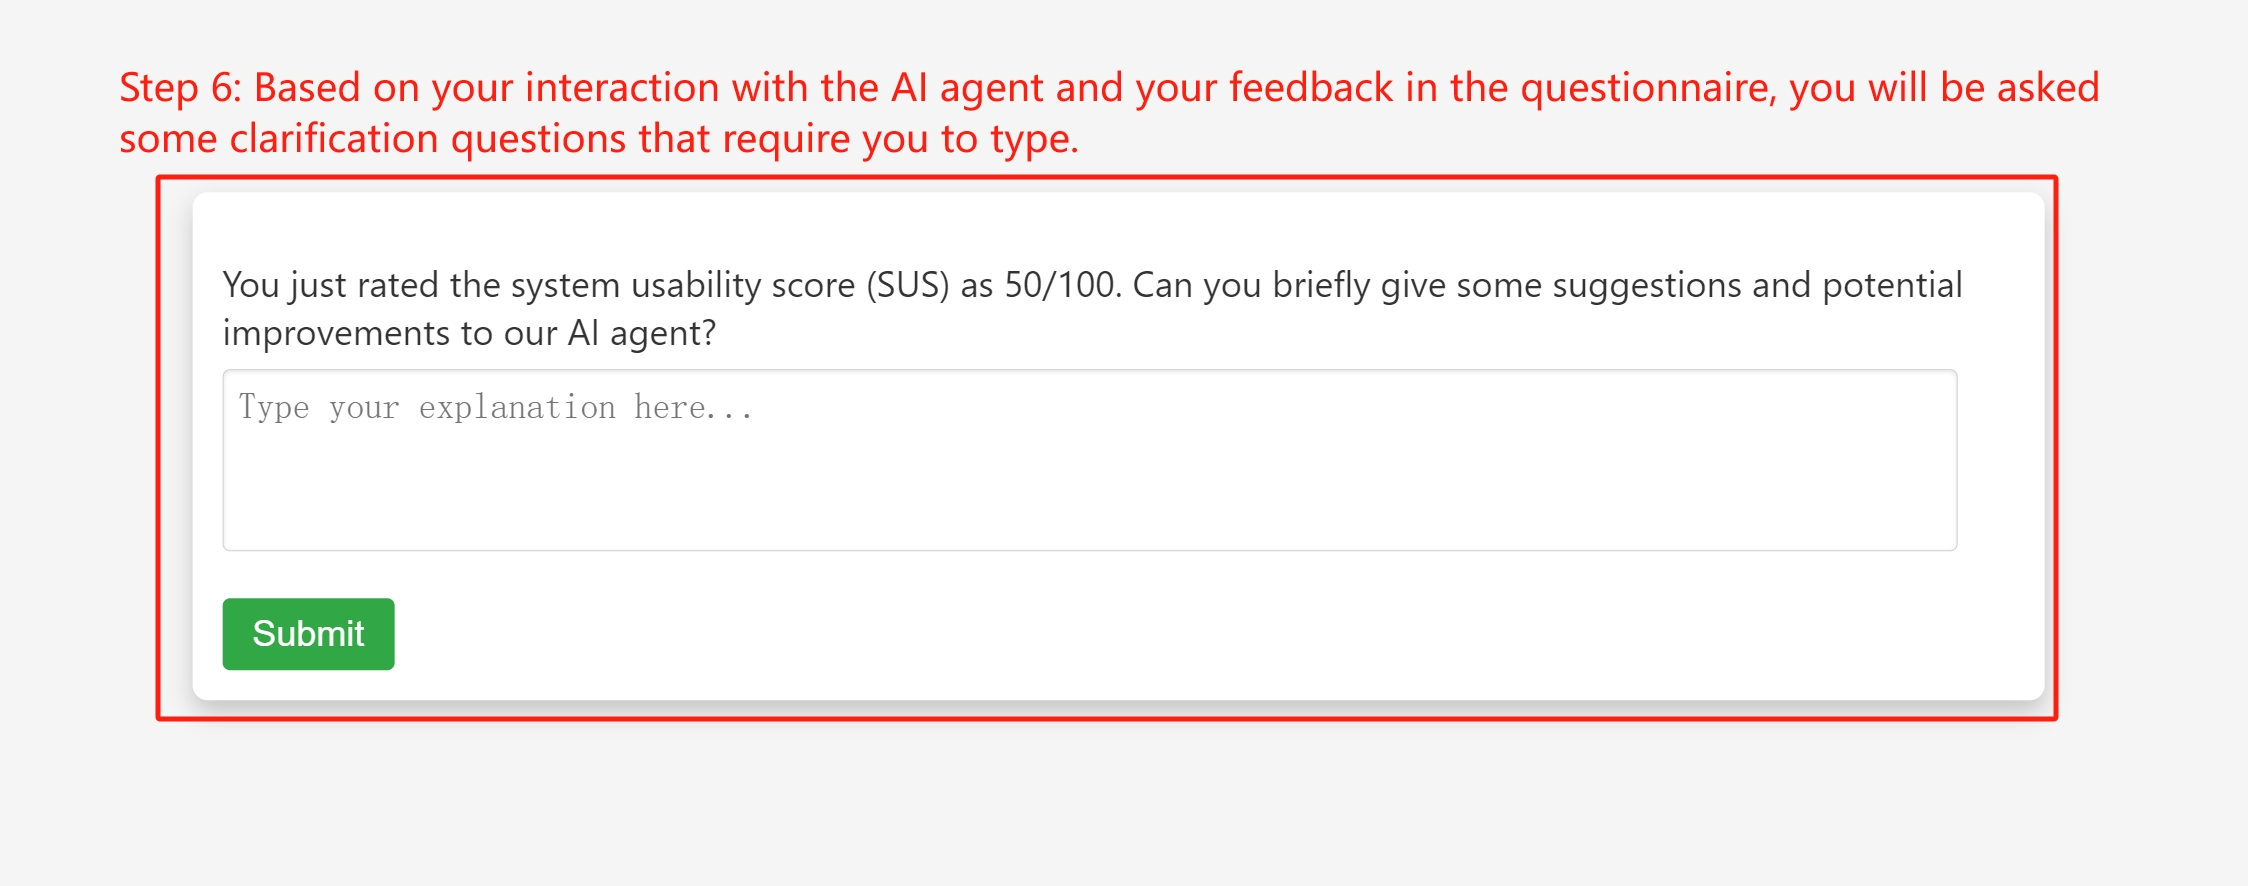 Step 6: Based on your interaction with the AI agent and your feedback in the questionnaire, you will be asked
some clarification questions that require you to type.
You just rated the system usability score (SUS) as 50/100. Can you briefly give some suggestions and potential
improvements to our AI agent?
Type your explanation here...
Submit